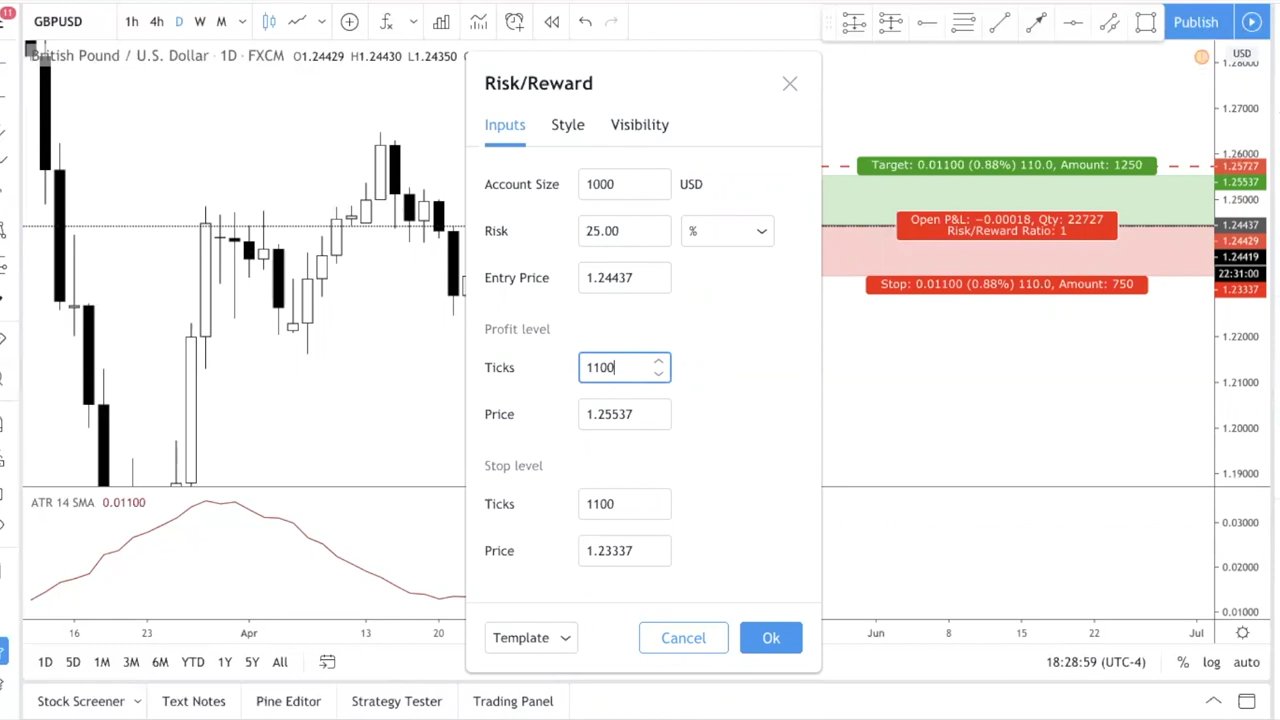 11
GBPUSD
1h 4h D W M
Publish
British Pound / U.S. Dollar · 1D · FXCM O1.24429 H1.24430 L1.24350
Risk/Reward
Inputs Style Visibility
Account Size 1000 USD
Risk 25.00 %
Entry Price 1.24437
Profit level
Ticks 1100
Price 1.25537
Stop level
Ticks 1100
Price 1.23337
Template Cancel Ok
Target: 0.01100 (0.88%) 110.0, Amount: 1250
Open P&L: −0.00018, Qty: 22727
Risk/Reward Ratio: 1
Stop: 0.01100 (0.88%) 110.0, Amount: 750
USD
1.28000
1.27000
1.26000
1.25727
1.25537
1.25000
1.24437
1.24429
1.24419
22:31:00
1.23337
1.22000
1.21000
1.20000
1.19000
ATR 14 SMA 0.01100
0.03000
0.02000
0.01000
16 23 Apr 13 20 Jun 8 15 22 Jul
1D 5D 1M 3M 6M YTD 1Y 5Y All
18:28:59 (UTC-4) % log auto
Stock Screener Text Notes Pine Editor Strategy Tester Trading Panel